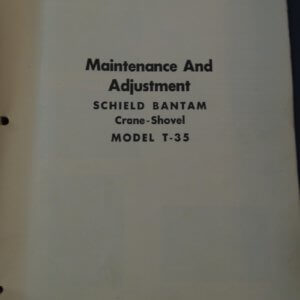 Maintenance And
Adjustment
SCHIELD BANTAM
Crane-Shovel
MODEL T-35